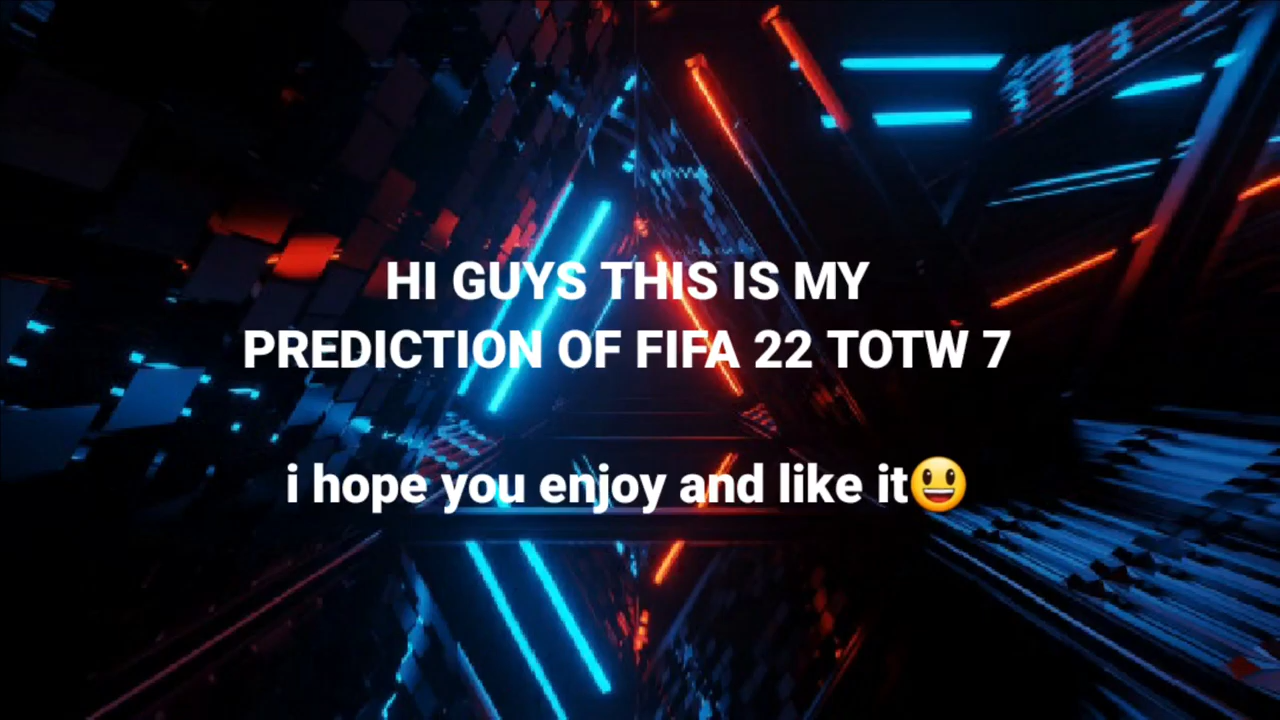 HI GUYS THIS IS MY
PREDICTION OF FIFA 22 TOTW 7
i hope you enjoy and like it😃